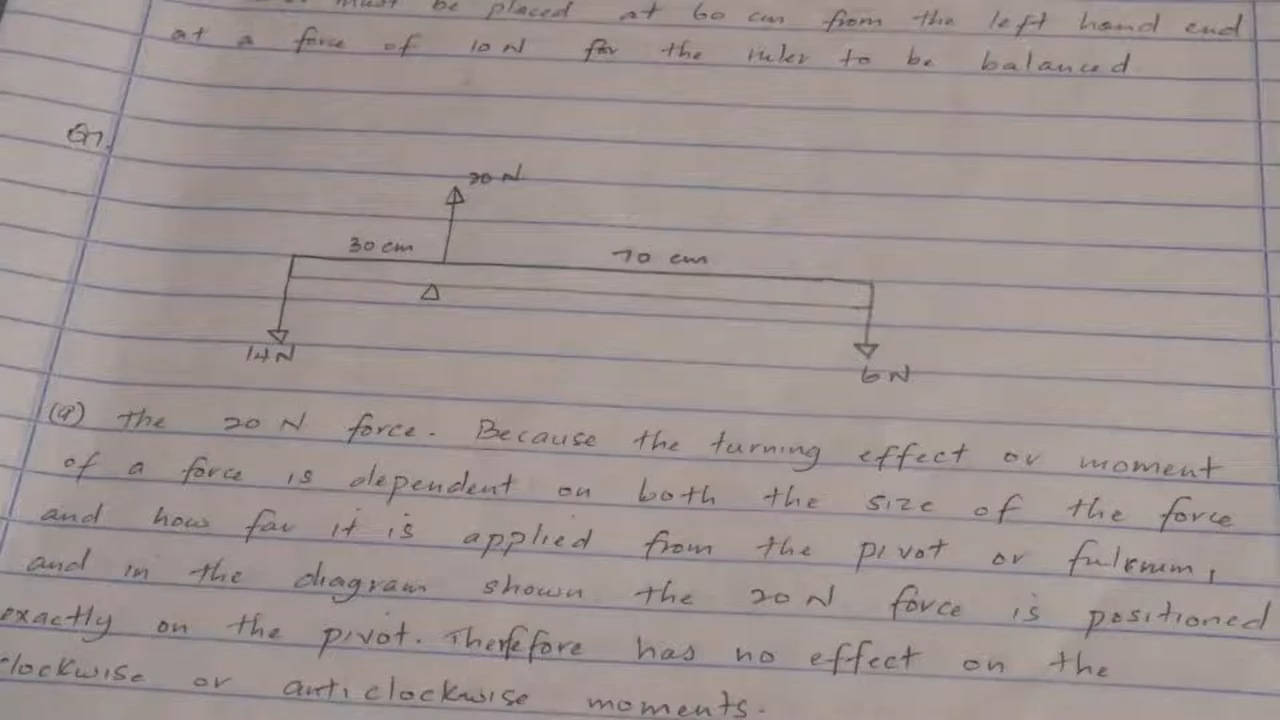 must be placed at 60 cm from the left hand end
at a force of 10 N for the ruler to be balanced
Q7.
20 N
30 cm
70 cm
14 N
6 N
(a) the 20 N force. Because the turning effect or moment
of a force is dependent on both the size of the force
and how far it is applied from the pivot or fulkrum,
and in the diagram shown the 20 N force is positioned
exactly on the pivot. Therefore has no effect on the
clockwise or anticlockwise moments.